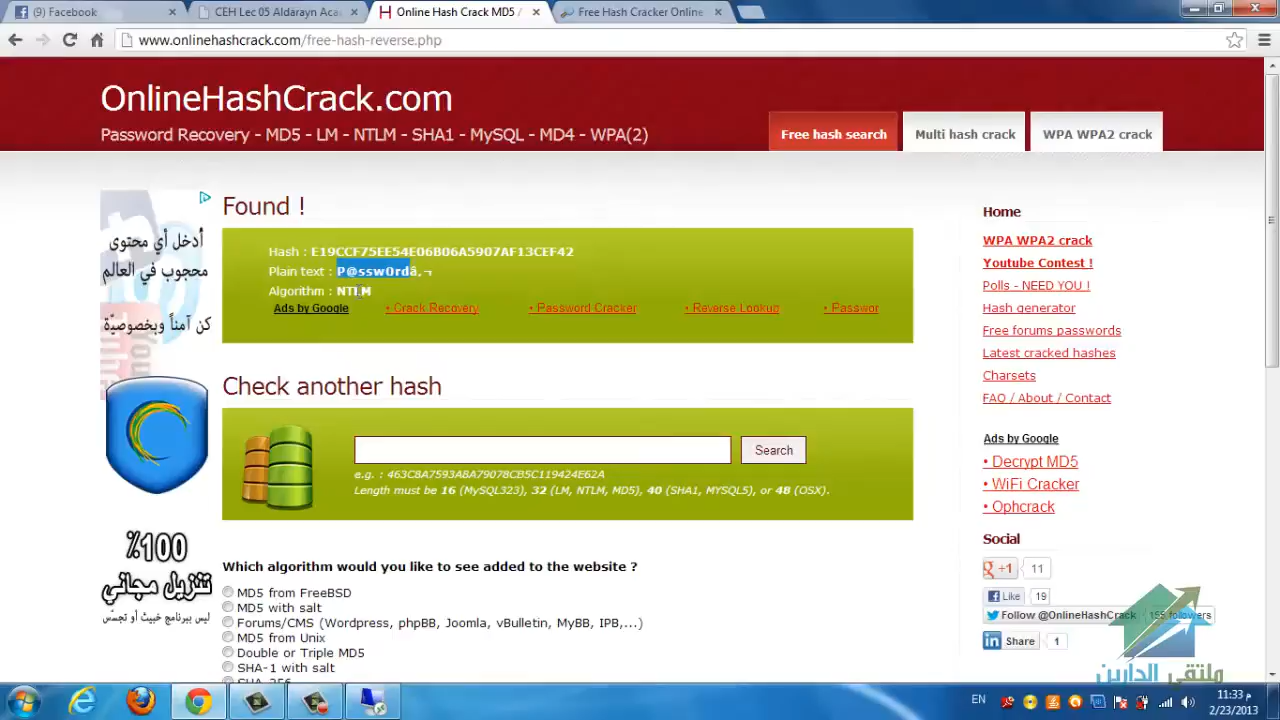 Facebook (9)
CEH Lec 05 Aldarayn Aca
Online Hash Crack MD5 /
Free Hash Cracker Online
www.onlinehashcrack.com/free-hash-reverse.php
OnlineHashCrack.com
Password Recovery - MD5 - LM - NTLM - SHA1 - MySQL - MD4 - WPA(2)
Free hash search
Multi hash crack
WPA WPA2 crack
أدخل أي محتوى
محجوب في العالم
كن آمناً وبخصوصيّة
Found !
Hash : E19CCF75EE54E06B06A5907AF13CEF42
Plain text : P@ssw0rdâ‚¬
Algorithm : NTLM
Ads by Google
• Crack Recovery
• Password Cracker
• Reverse Lookup
• Passwor
Check another hash
Search
e.g. : 463C8A7593A8A79078CB5C119424E62A
Length must be 16 (MySQL323), 32 (LM, NTLM, MD5), 40 (SHA1, MYSQL5), or 48 (OSX).
100٪
تنزيل مجاني
ليس ببرنامج خبيث أو تجسّس
Which algorithm would you like to see added to the website ?
MD5 from FreeBSD
MD5 with salt
Forums/CMS (Wordpress, phpBB, Joomla, vBulletin, MyBB, IPB,...)
MD5 from Unix
Double or Triple MD5
SHA-1 with salt
SHA-256
Home
WPA WPA2 crack
Youtube Contest !
Polls - NEED YOU !
Hash generator
Free forums passwords
Latest cracked hashes
Charsets
FAQ / About / Contact
Ads by Google
• Decrypt MD5
• WiFi Cracker
• Ophcrack
Social
+1 11
Like 19
Follow @OnlineHashCrack 155 followers
Share 1
ملتقى الدارين
EN
11:33 م
2/23/2013